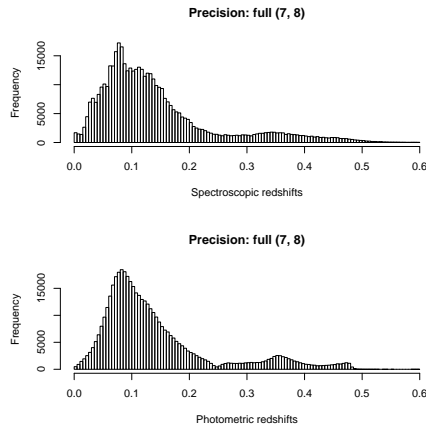 Precision: full (7, 8)
Frequency
15000
5000
0
0.0 0.1 0.2 0.3 0.4 0.5 0.6
Spectroscopic redshifts
Precision: full (7, 8)
Frequency
15000
5000
0
0.0 0.1 0.2 0.3 0.4 0.5 0.6
Photometric redshifts